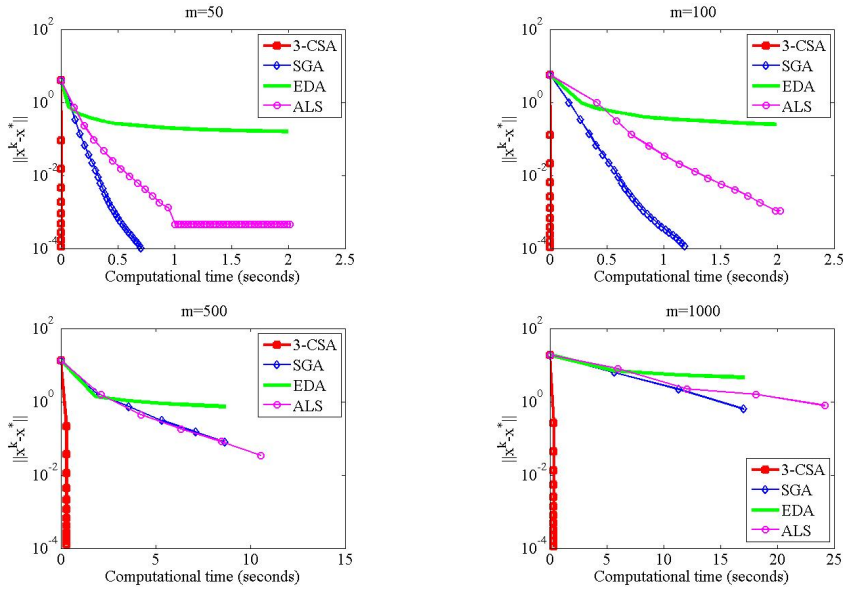 m=50
10^2
10^0
10^-2
10^-4
||x^k-x^*||
3-CSA
SGA
EDA
ALS
0 0.5 1 1.5 2 2.5
Computational time (seconds)
m=100
10^2
10^0
10^-2
10^-4
||x^k-x^*||
3-CSA
SGA
EDA
ALS
0 0.5 1 1.5 2 2.5
Computational time (seconds)
m=500
10^2
10^0
10^-2
10^-4
||x^k-x^*||
3-CSA
SGA
EDA
ALS
0 5 10 15
Computational time (seconds)
m=1000
10^2
10^0
10^-2
10^-4
||x^k-x^*||
3-CSA
SGA
EDA
ALS
0 5 10 15 20 25
Computational time (seconds)